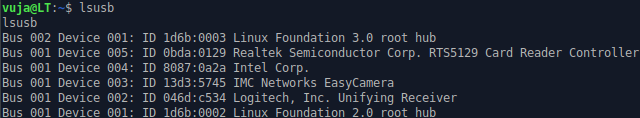 vuja@LT:~$ lsusb
lsusb
Bus 002 Device 001: ID 1d6b:0003 Linux Foundation 3.0 root hub
Bus 001 Device 005: ID 0bda:0129 Realtek Semiconductor Corp. RTS5129 Card Reader Controller
Bus 001 Device 004: ID 8087:0a2a Intel Corp.
Bus 001 Device 003: ID 13d3:5745 IMC Networks EasyCamera
Bus 001 Device 002: ID 046d:c534 Logitech, Inc. Unifying Receiver
Bus 001 Device 001: ID 1d6b:0002 Linux Foundation 2.0 root hub